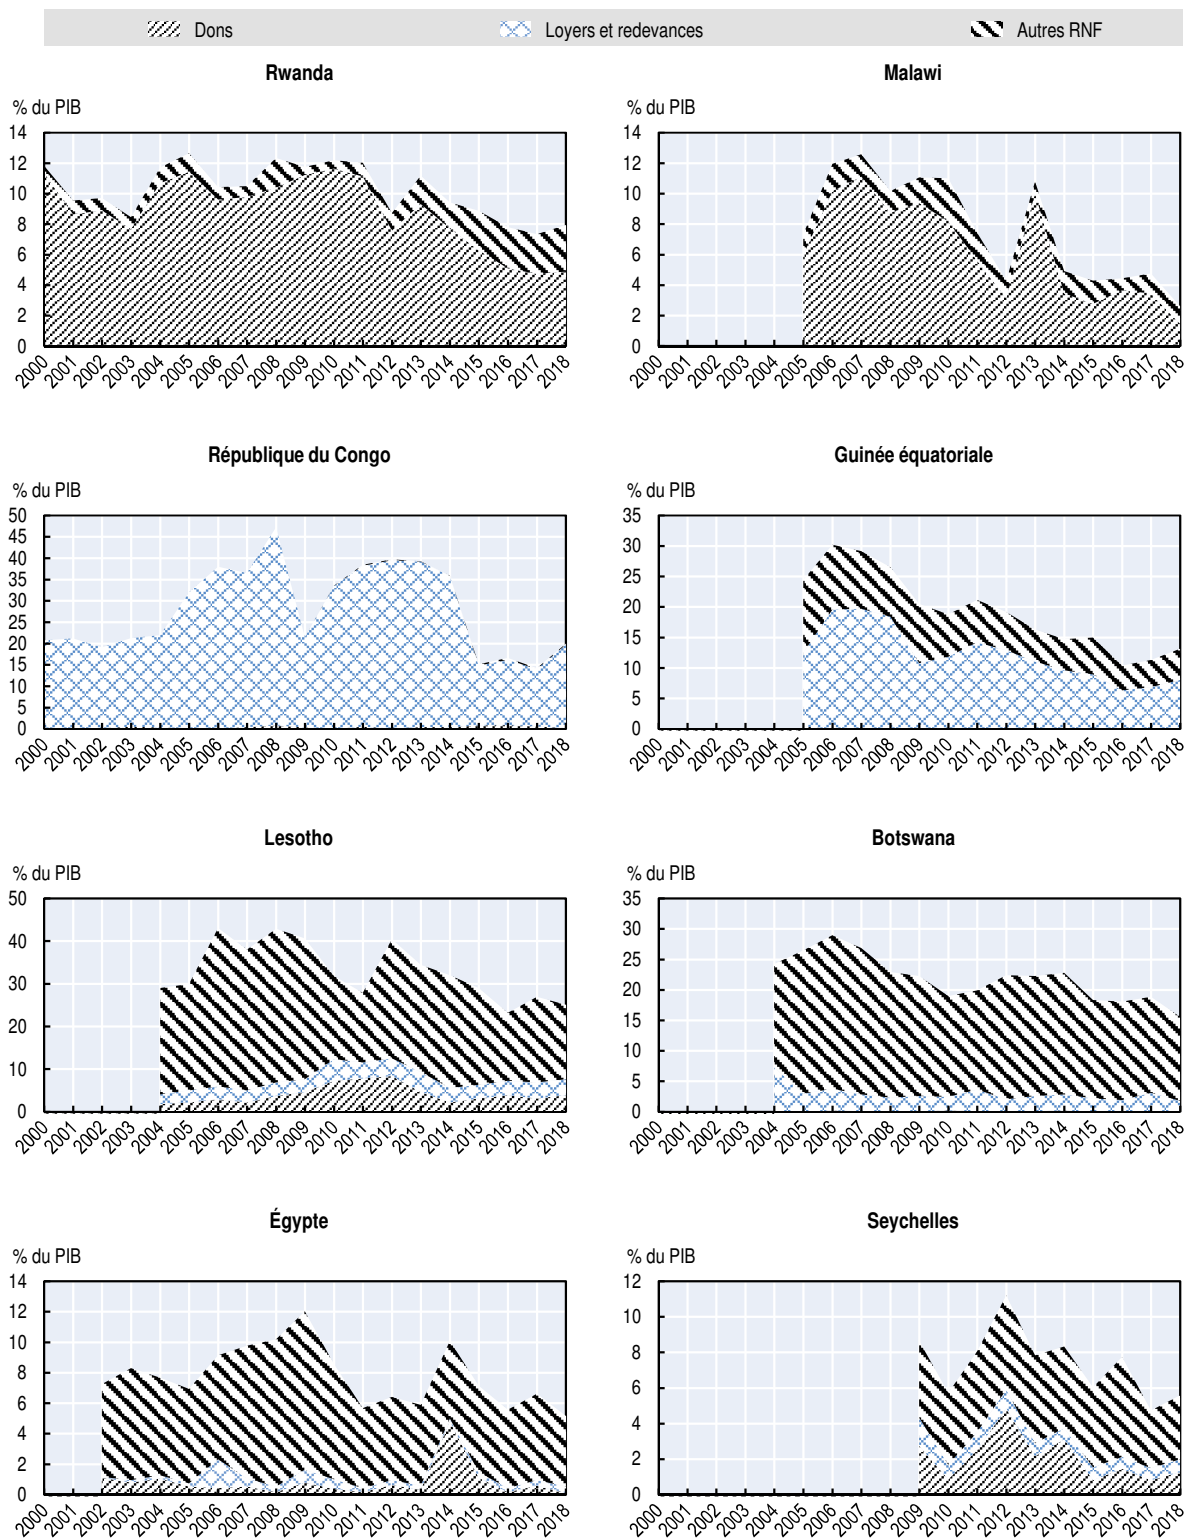 Dons Loyers et redevances Autres RNF
Rwanda
% du PIB
14
12
10
8
6
4
2
0
2000 2001 2002 2003 2004 2005 2006 2007 2008 2009 2010 2011 2012 2013 2014 2015 2016 2017 2018
Malawi
% du PIB
14
12
10
8
6
4
2
0
2000 2001 2002 2003 2004 2005 2006 2007 2008 2009 2010 2011 2012 2013 2014 2015 2016 2017 2018
République du Congo
% du PIB
50
45
40
35
30
25
20
15
10
5
0
2000 2001 2002 2003 2004 2005 2006 2007 2008 2009 2010 2011 2012 2013 2014 2015 2016 2017 2018
Guinée équatoriale
% du PIB
35
30
25
20
15
10
5
0
2000 2001 2002 2003 2004 2005 2006 2007 2008 2009 2010 2011 2012 2013 2014 2015 2016 2017 2018
Lesotho
% du PIB
50
40
30
20
10
0
2000 2001 2002 2003 2004 2005 2006 2007 2008 2009 2010 2011 2012 2013 2014 2015 2016 2017 2018
Botswana
% du PIB
35
30
25
20
15
10
5
0
2000 2001 2002 2003 2004 2005 2006 2007 2008 2009 2010 2011 2012 2013 2014 2015 2016 2017 2018
Égypte
% du PIB
14
12
10
8
6
4
2
0
2000 2001 2002 2003 2004 2005 2006 2007 2008 2009 2010 2011 2012 2013 2014 2015 2016 2017 2018
Seychelles
% du PIB
12
10
8
6
4
2
0
2000 2001 2002 2003 2004 2005 2006 2007 2008 2009 2010 2011 2012 2013 2014 2015 2016 2017 2018